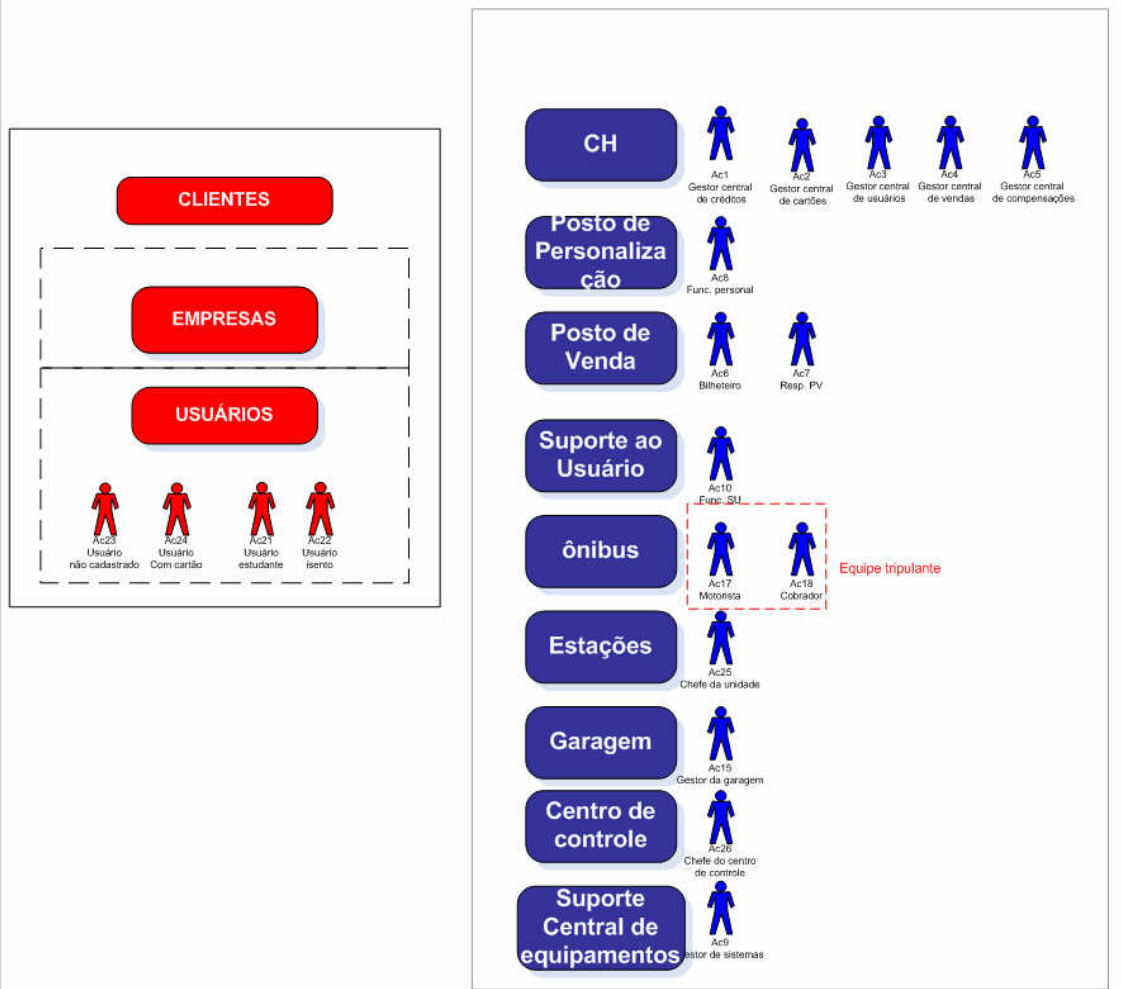 CLIENTES
EMPRESAS
USUÁRIOS
Ac23
Usuário
não cadastrado
Ac24
Usuário
Com cartão
Ac21
Usuário
estudante
Ac22
Usuário
isento
CH
Ac1
Gestor central
de créditos
Ac2
Gestor central
de cartões
Ac3
Gestor central
de usuários
Ac4
Gestor central
de vendas
Ac5
Gestor central
de compensações
Posto de
Personaliza
ção
Ac8
Func. personal
Posto de
Venda
Ac6
Bilheteiro
Ac7
Resp. PV
Suporte ao
Usuário
Ac10
Func. SU
ônibus
Ac17
Motorista
Ac18
Cobrador
Equipe tripulante
Estações
Ac25
Chefe da unidade
Garagem
Ac15
Gestor da garagem
Centro de
controle
Ac26
Chefe do centro
de controle
Suporte
Central de
equipamentos
Ac9
estor de sistemas